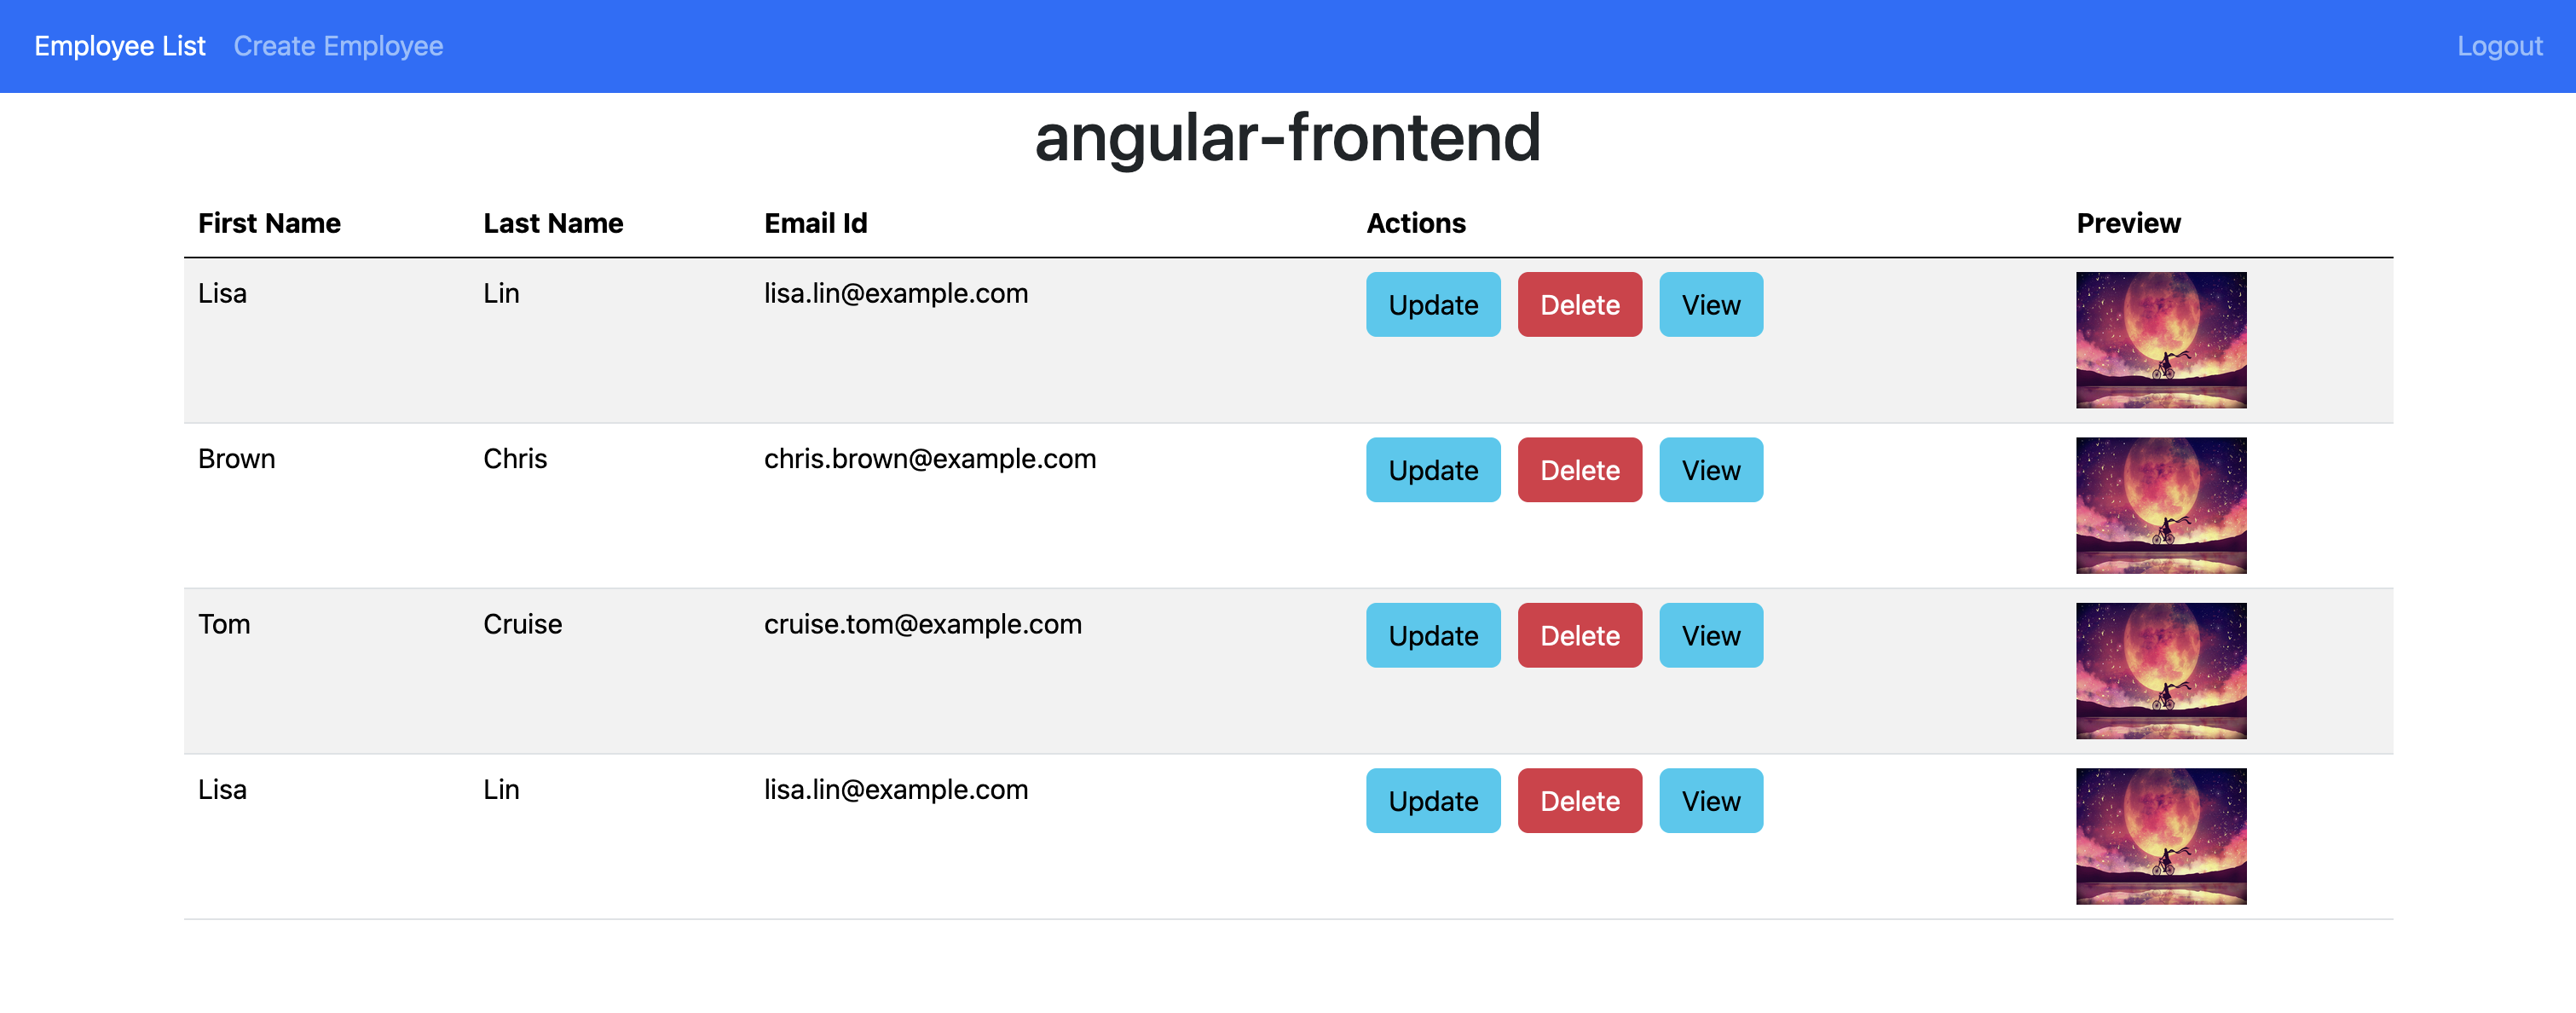 Employee List Create Employee Logout
angular-frontend
First Name Last Name Email Id Actions Preview
Lisa Lin lisa.lin@example.com Update Delete View
Brown Chris chris.brown@example.com Update Delete View
Tom Cruise cruise.tom@example.com Update Delete View
Lisa Lin lisa.lin@example.com Update Delete View